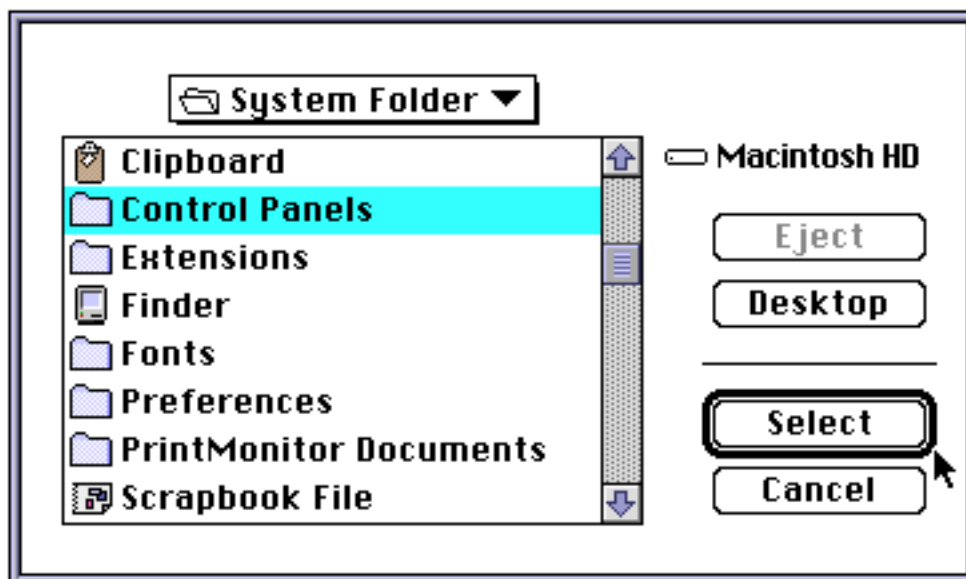 System Folder
Clipboard
Control Panels
Extensions
Finder
Fonts
Preferences
PrintMonitor Documents
Scrapbook File
Macintosh HD
Eject
Desktop
Select
Cancel